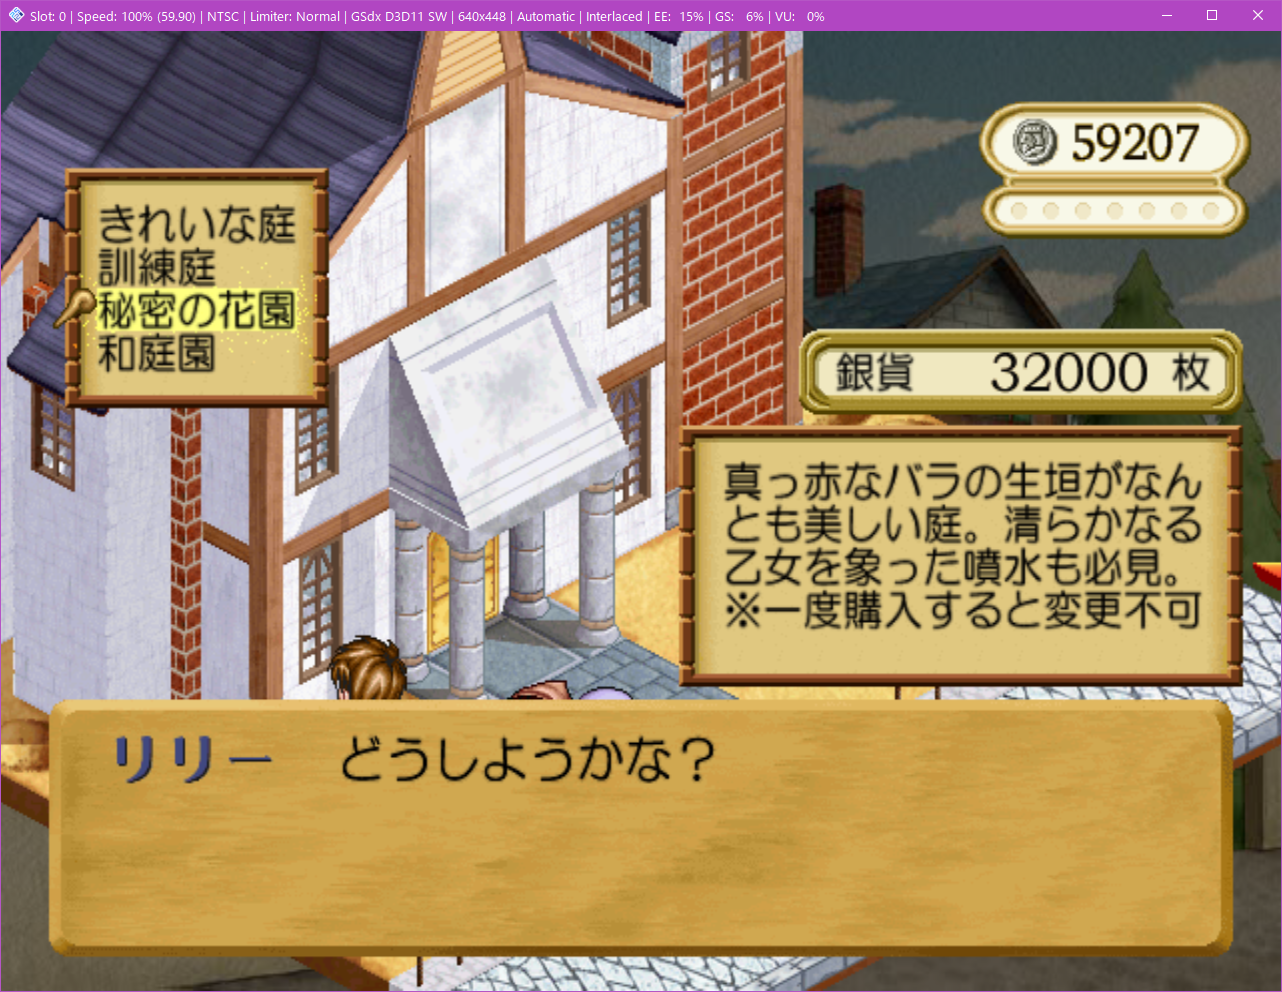 Slot: 0 | Speed: 100% (59.90) | NTSC | Limiter: Normal | GSdx D3D11 SW | 640x448 | Automatic | Interlaced | EE: 15% | GS: 6% | VU: 0%
59207
きれいな庭
訓練庭
秘密の花園
和庭園
銀貨 32000 枚
真っ赤なバラの生垣がなん
とも美しい庭。清らかなる
乙女を象った噴水も必見。
※一度購入すると変更不可
リリー どうしようかな？